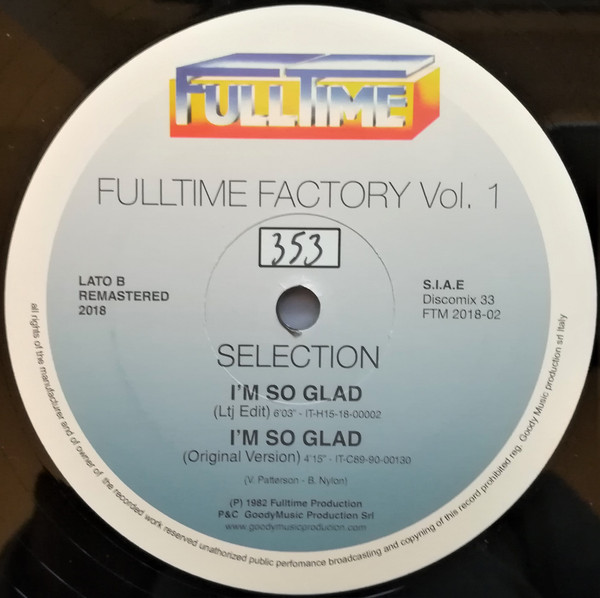 FULLTIME
FULLTIME FACTORY Vol. 1
353
LATO B
REMASTERED
2018
S.I.A.E
Discomix 33
FTM 2018-02
SELECTION
I'M SO GLAD
(Ltj Edit) 6'03" - IT-H15-18-00002
I'M SO GLAD
(Original Version) 4'15" - IT-C89-90-00130
(V. Patterson - B. Nylon)
(P) 1982 Fulltime Production
P&C GoodyMusic Production Srl
www.goodymusicproducion.com
all rights of the manufacturer and of owner of the recorded work reserved unathorized public perfomance broadcasting and copyning of this record prohibited reg. Goody Music production srl Italy